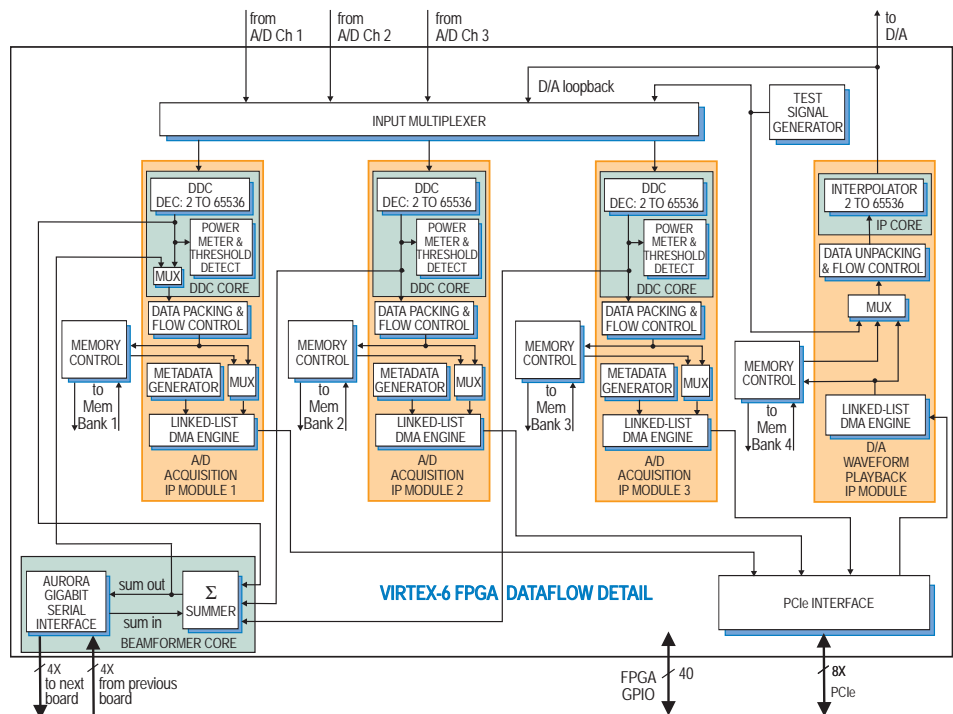 from
A/D Ch 1
from
A/D Ch 2
from
A/D Ch 3
to
D/A
D/A loopback
INPUT MULTIPLEXER
TEST
SIGNAL
GENERATOR
DDC
DEC: 2 TO 65536
POWER
METER &
THRESHOLD
DETECT
MUX
DDC CORE
DATA PACKING &
FLOW CONTROL
MEMORY
CONTROL
METADATA
GENERATOR
MUX
to
Mem
Bank 1
LINKED-LIST
DMA ENGINE
A/D
ACQUISITION
IP MODULE 1
DDC
DEC: 2 TO 65536
POWER
METER &
THRESHOLD
DETECT
DDC CORE
DATA PACKING &
FLOW CONTROL
MEMORY
CONTROL
METADATA
GENERATOR
MUX
to
Mem
Bank 2
LINKED-LIST
DMA ENGINE
A/D
ACQUISITION
IP MODULE 2
DDC
DEC: 2 TO 65536
POWER
METER &
THRESHOLD
DETECT
DDC CORE
DATA PACKING &
FLOW CONTROL
MEMORY
CONTROL
METADATA
GENERATOR
MUX
to
Mem
Bank 3
LINKED-LIST
DMA ENGINE
A/D
ACQUISITION
IP MODULE 3
INTERPOLATOR
2 TO 65536
IP CORE
DATA UNPACKING
& FLOW CONTROL
MUX
MEMORY
CONTROL
to
Mem
Bank 4
LINKED-LIST
DMA ENGINE
D/A
WAVEFORM
PLAYBACK
IP MODULE
AURORA
GIGABIT
SERIAL
INTERFACE
sum out
sum in
Σ
SUMMER
BEAMFORMER CORE
VIRTEX-6 FPGA DATAFLOW DETAIL
PCIe INTERFACE
4X
to next
board
4X
from previous
board
FPGA
GPIO
40
8X
PCIe